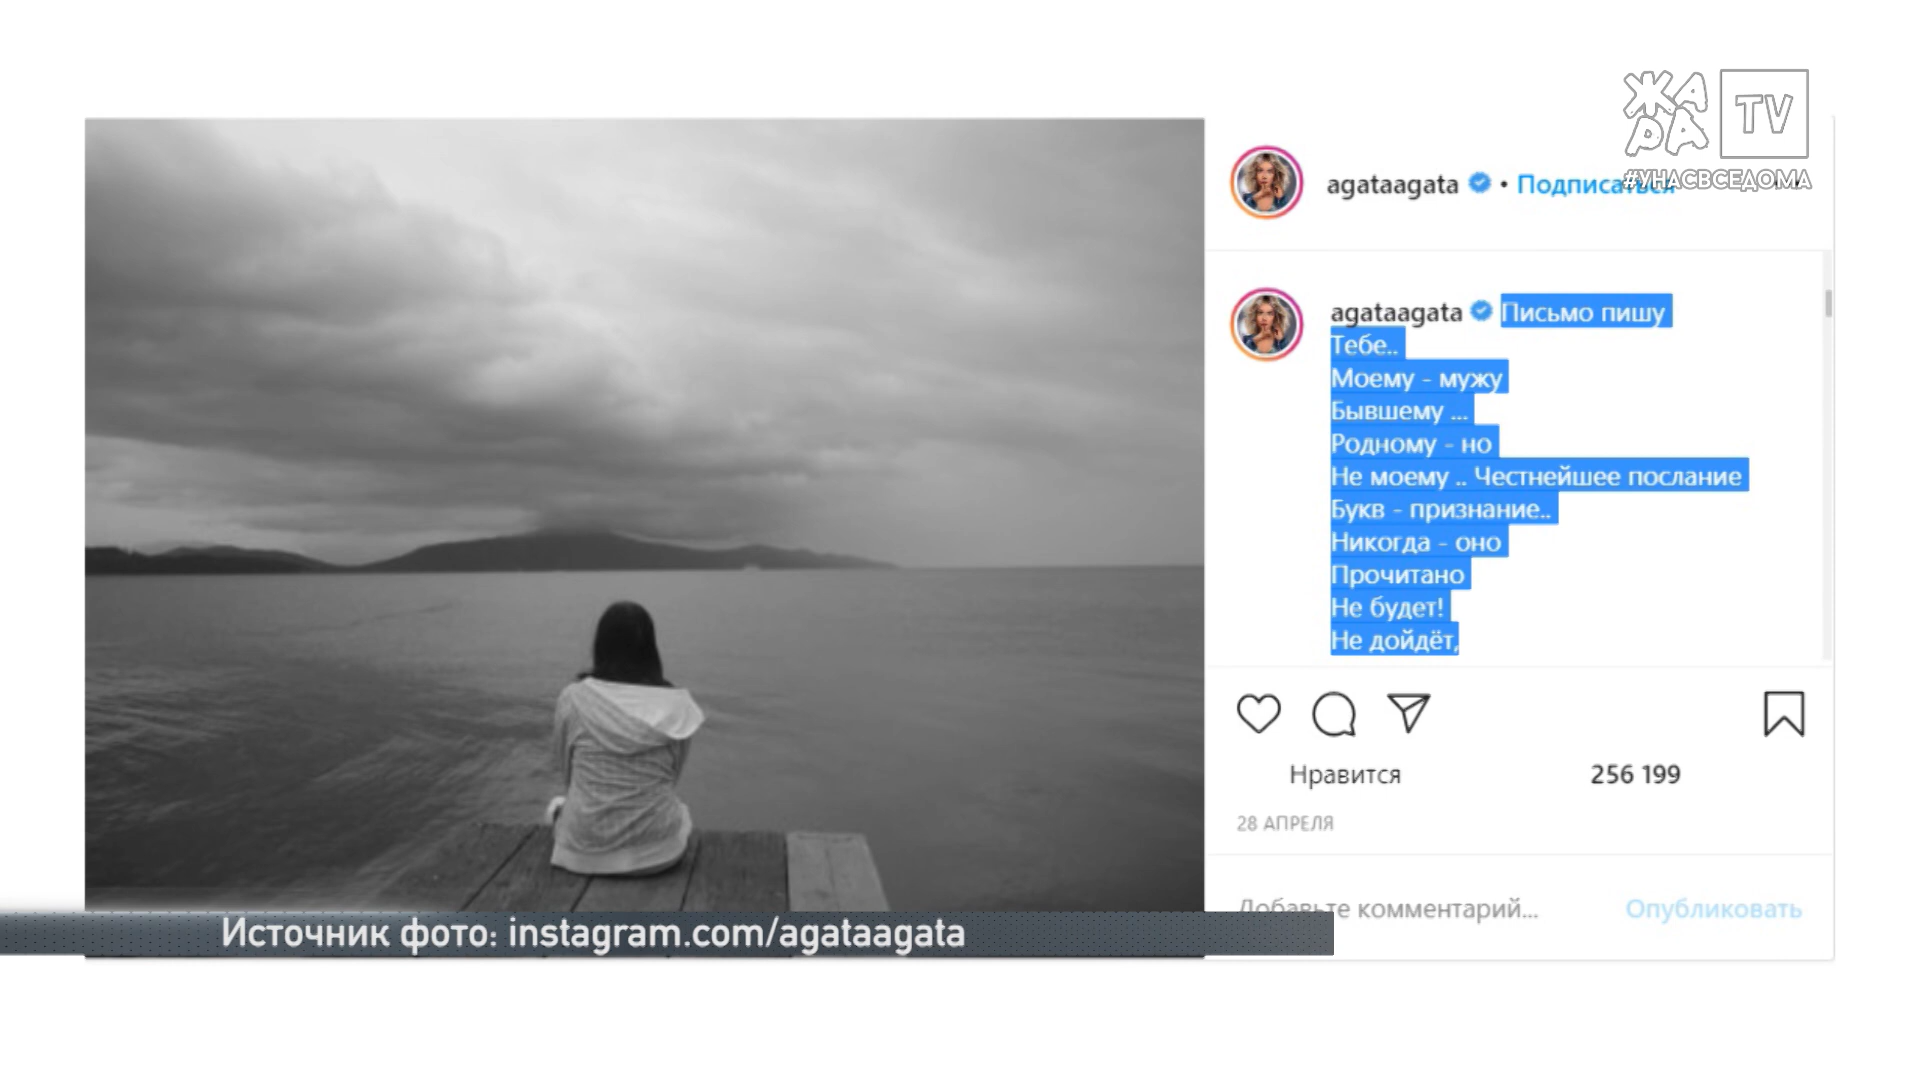 ЖАРА TV
#УНАСВСЕДОМА
agataagata • Подписаться
agataagata Письмо пишу
Тебе..
Моему - мужу
Бывшему ...
Родному - но
Не моему .. Честнейшее послание
Букв - признание..
Никогда - оно
Прочитано
Не будет!
Не дойдёт,
Нравится 256 199
28 АПРЕЛЯ
Добавьте комментарий... Опубликовать
Источник фото: instagram.com/agataagata